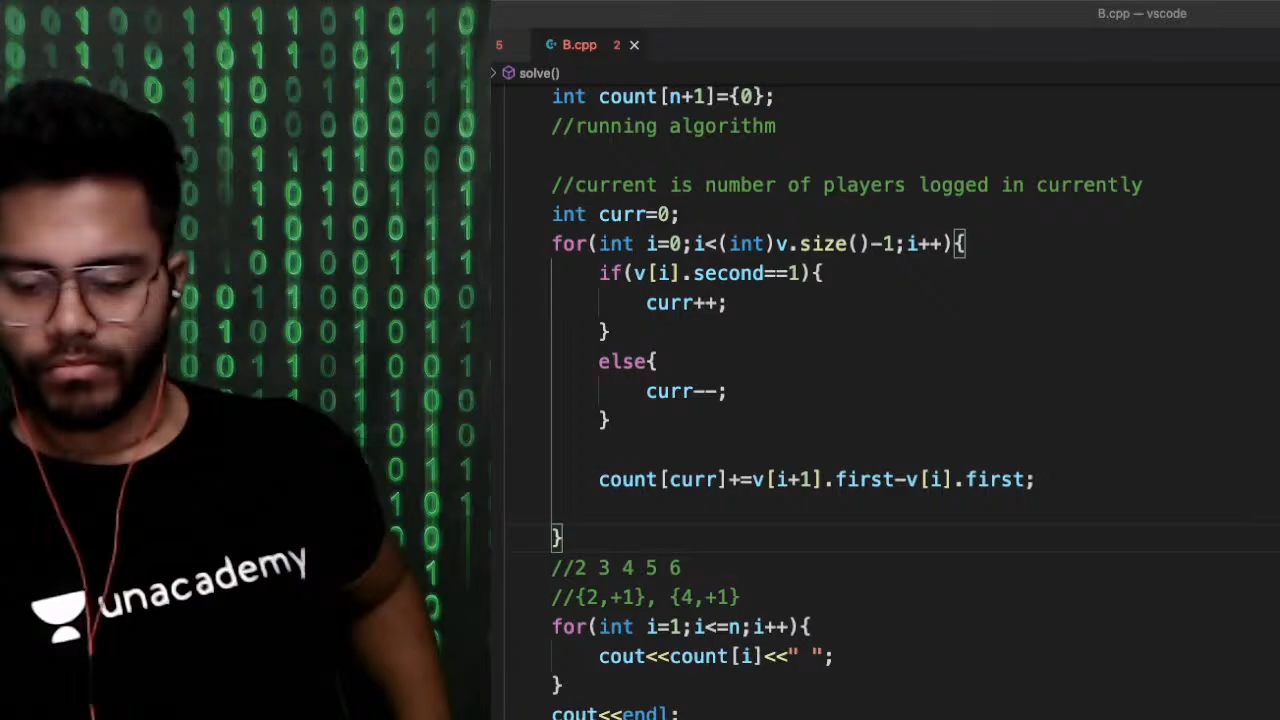 B.cpp — vscode
5 B.cpp 2 ×
> solve()
int count[n+1]={0};
//running algorithm
//current is number of players logged in currently
int curr=0;
for(int i=0;i<(int)v.size()-1;i++){
if(v[i].second==1){
curr++;
}
else{
curr--;
}
count[curr]+=v[i+1].first-v[i].first;
}
//2 3 4 5 6
//{2,+1}, {4,+1}
for(int i=1;i<=n;i++){
cout<<count[i]<<" ";
}
cout<<endl;
unacademy